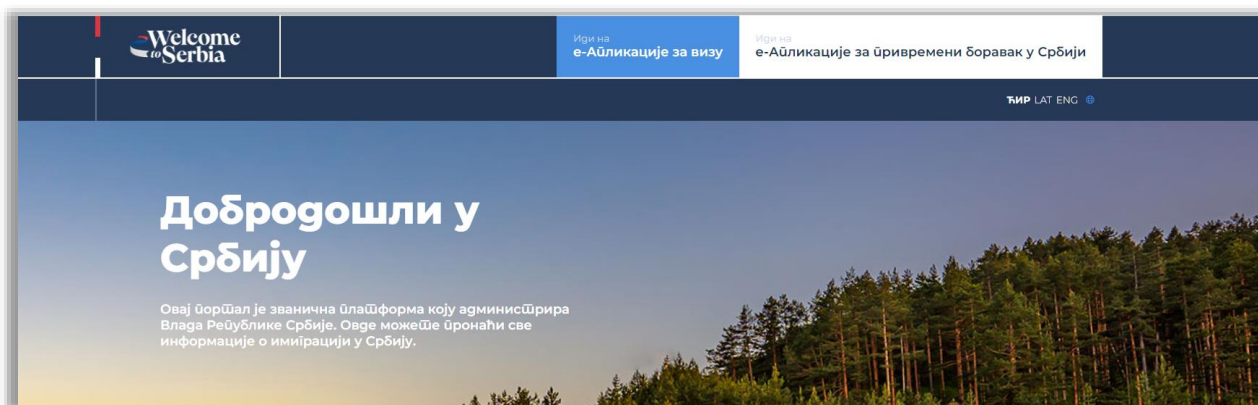 Welcome
to Serbia
Иди на
е-Апликације за визу
Иди на
е-Апликације за привремени боравак у Србији
ЋИР LAT ENG
Добродошли у
Србију
Овај портал је званична платформа коју администрира
Влада Републике Србије. Овде можете пронаћи све
информације о имиграцији у Србију.